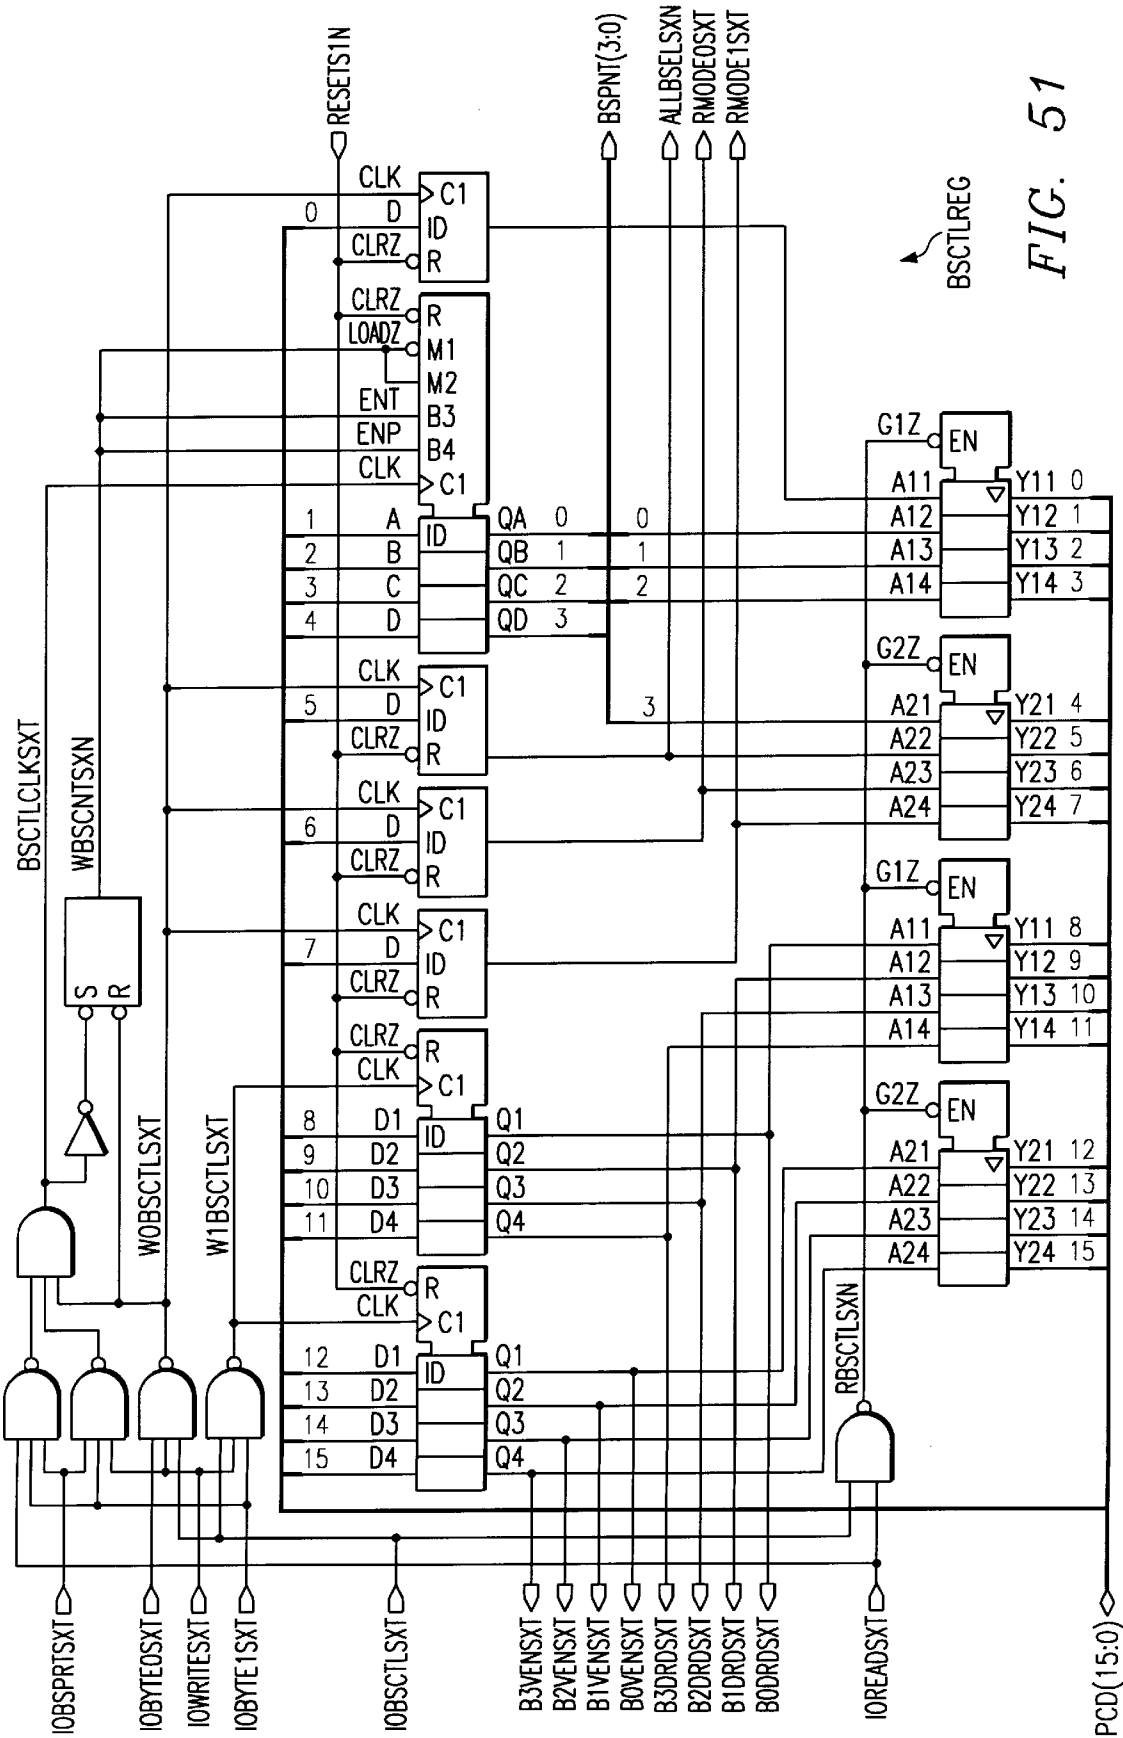 RESETS1N
BSPNT(3:0)
ALLBSELSXN
RMODE0SXT
RMODE1SXT
FIG. 51
BSCTLREG
BSCTLCLKSXT
WBSCNTSXN
S
R
W0BSCTLSXT
W1BSCTLSXT
0
CLK
D
CLRZ
C1
ID
R
CLRZ
LOADZ
ENT
ENP
CLK
R
M1
M2
B3
B4
C1
1 A ID QA 0 0
2 B QB 1 1
3 C QC 2 2
4 D QD 3
CLK C1
5 D ID
CLRZ R
3
CLK C1
6 D ID
CLRZ R
CLK C1
7 D ID
CLRZ R
CLRZ R
CLK C1
8 D1 ID Q1
9 D2 Q2
10 D3 Q3
11 D4 Q4
CLRZ R
CLK C1
12 D1 ID Q1
13 D2 Q2
14 D3 Q3
15 D4 Q4
G1Z EN
A11 Y11 0
A12 Y12 1
A13 Y13 2
A14 Y14 3
G2Z EN
A21 Y21 4
A22 Y22 5
A23 Y23 6
A24 Y24 7
G1Z EN
A11 Y11 8
A12 Y12 9
A13 Y13 10
A14 Y14 11
G2Z EN
A21 Y21 12
A22 Y22 13
A23 Y23 14
A24 Y24 15
RBSCTLSXN
IOBSPRTSXT
IOBYTE0SXT
IOWRITESXT
IOBYTE1SXT
IOBSCTLSXT
B3VENSXT
B2VENSXT
B1VENSXT
B0VENSXT
B3DRDSXT
B2DRDSXT
B1DRDSXT
B0DRDSXT
IOREADSXT
PCD(15:0)